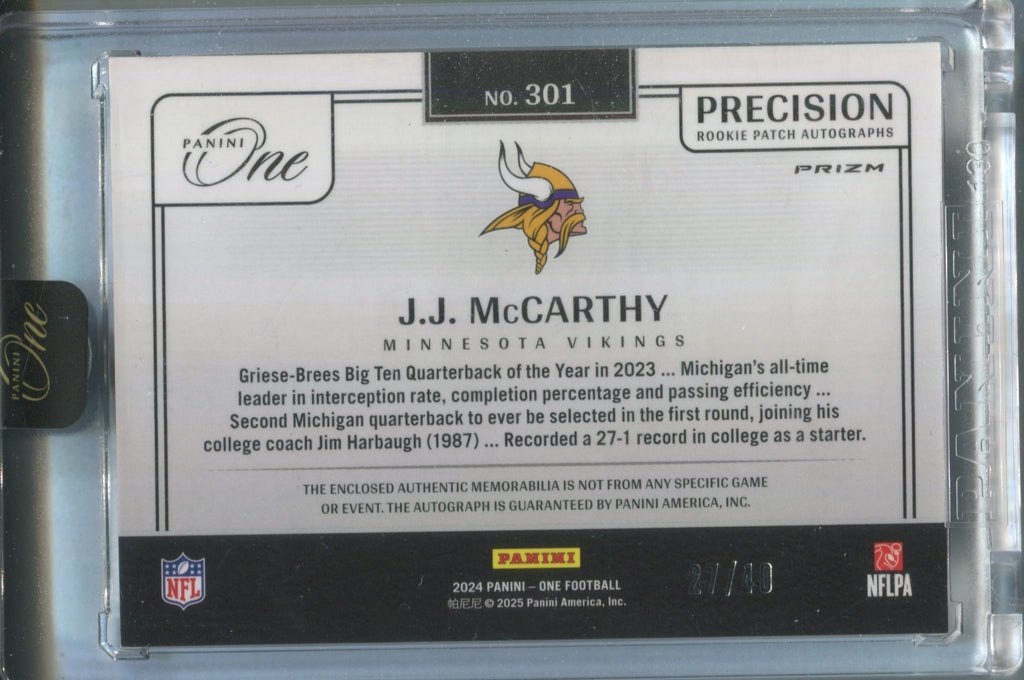 NO. 301
PANINI
One
PRECISION
ROOKIE PATCH AUTOGRAPHS
PRIZM
J.J. McCARTHY
MINNESOTA VIKINGS
Griese-Brees Big Ten Quarterback of the Year in 2023 ... Michigan's all-time
leader in interception rate, completion percentage and passing efficiency ...
Second Michigan quarterback to ever be selected in the first round, joining his
college coach Jim Harbaugh (1987) ... Recorded a 27-1 record in college as a starter.
THE ENCLOSED AUTHENTIC MEMORABILIA IS NOT FROM ANY SPECIFIC GAME
OR EVENT. THE AUTOGRAPH IS GUARANTEED BY PANINI AMERICA, INC.
NFL
PANINI
2024 PANINI – ONE FOOTBALL
帕尼尼 © 2025 Panini America, Inc.
27/40
NFLPA
PANINI
One
PANINI